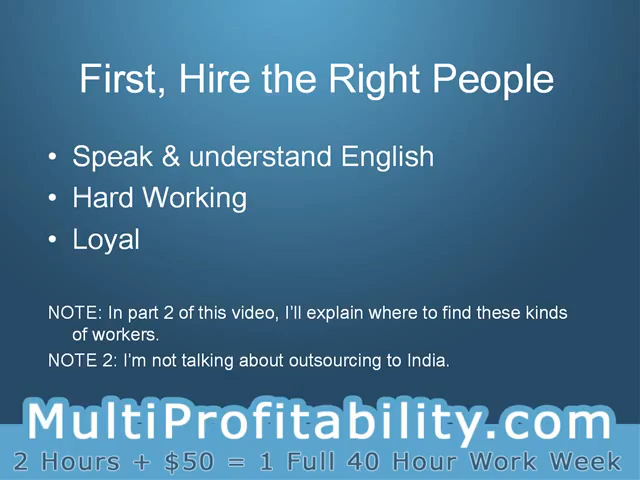 First, Hire the Right People
• Speak & understand English
• Hard Working
• Loyal
NOTE: In part 2 of this video, I'll explain where to find these kinds
of workers.
NOTE 2: I'm not talking about outsourcing to India.
MultiProfitability.com
2 Hours + $50 = 1 Full 40 Hour Work Week